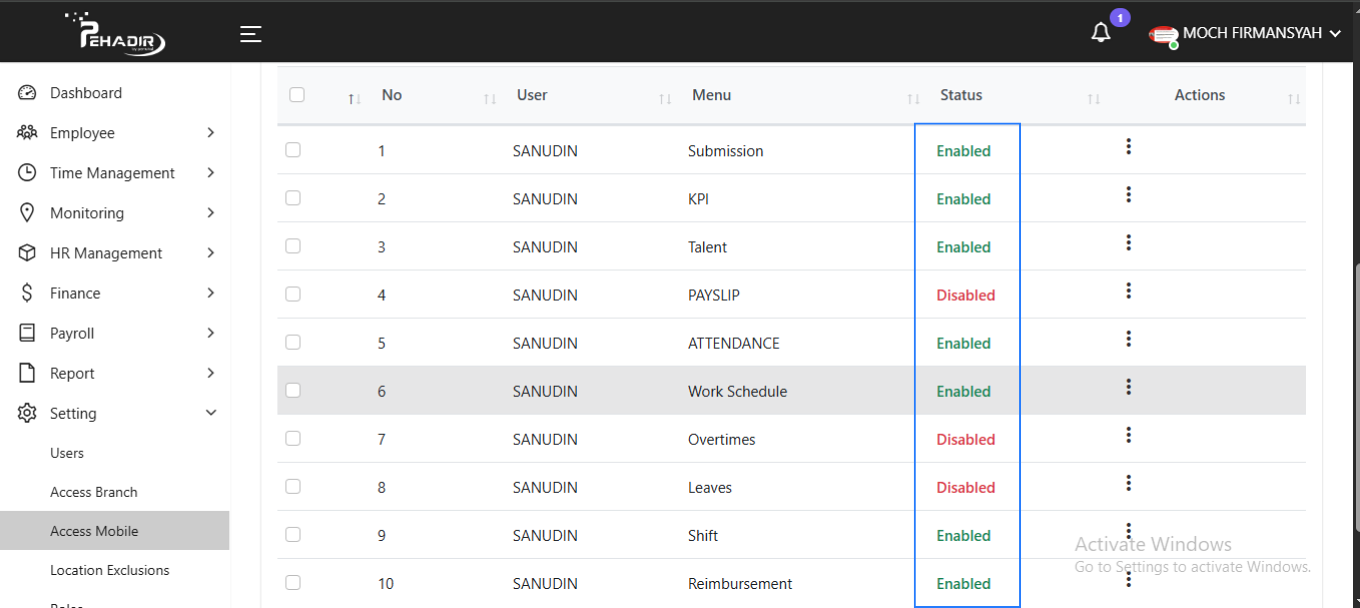 PEHADIR
1
MOCH FIRMANSYAH
Dashboard
Employee
Time Management
Monitoring
HR Management
Finance
Payroll
Report
Setting
Users
Access Branch
Access Mobile
Location Exclusions
No User Menu Status Actions
1 SANUDIN Submission Enabled
2 SANUDIN KPI Enabled
3 SANUDIN Talent Enabled
4 SANUDIN PAYSLIP Disabled
5 SANUDIN ATTENDANCE Enabled
6 SANUDIN Work Schedule Enabled
7 SANUDIN Overtimes Disabled
8 SANUDIN Leaves Disabled
9 SANUDIN Shift Enabled
10 SANUDIN Reimbursement Enabled
Activate Windows
Go to Settings to activate Windows.